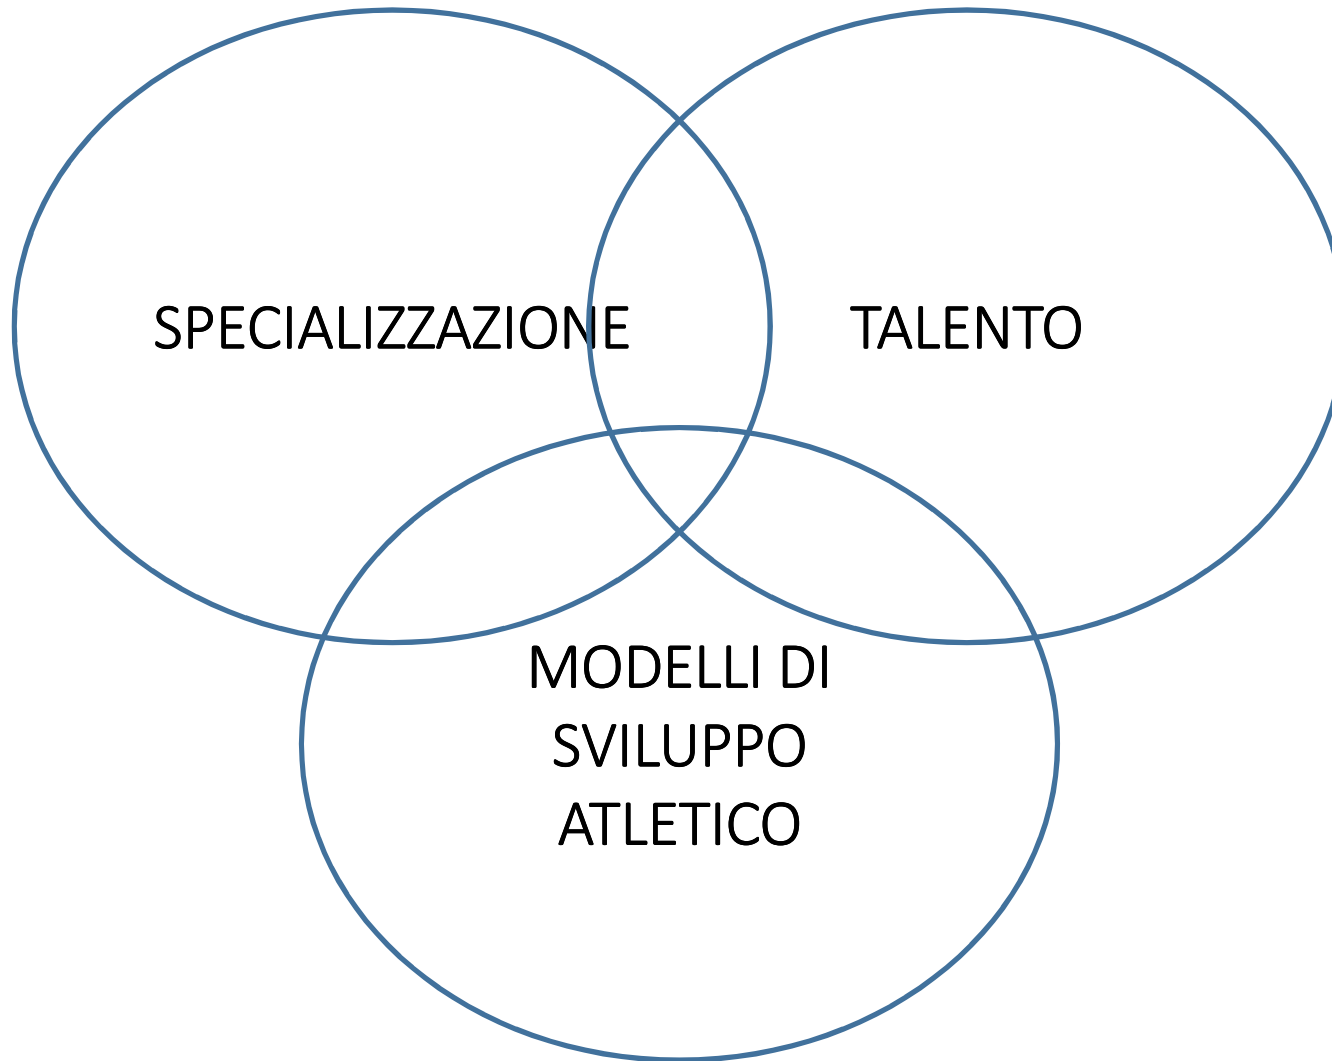 SPECIALIZZAZIONE
TALENTO
MODELLI DI
SVILUPPO
ATLETICO